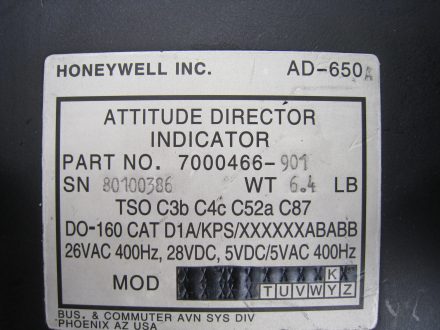 HONEYWELL INC. AD-650A
ATTITUDE DIRECTOR
INDICATOR
PART NO. 7000466-901
SN 80100386 WT 6.4 LB
TSO C3b C4c C52a C87
DO-160 CAT D1A/KPS/XXXXXXABABB
26VAC 400Hz, 28VDC, 5VDC/5VAC 400Hz
MOD K
T U V W X Y Z
BUS. & COMMUTER AVN SYS DIV
PHOENIX AZ USA